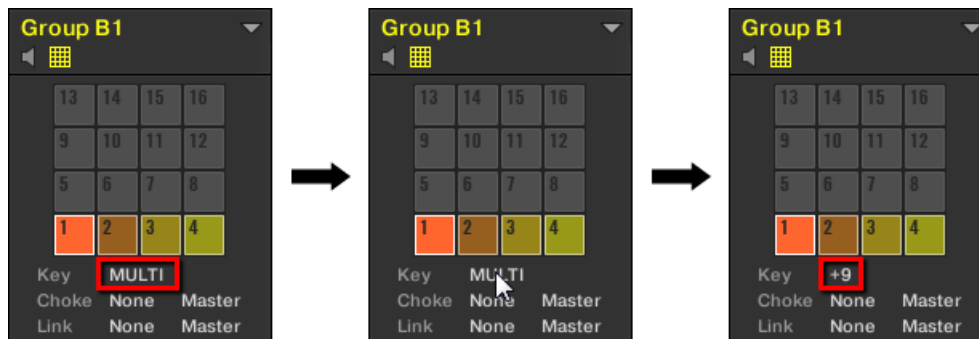 Group B1
13 14 15 16
9 10 11 12
5 6 7 8
1 2 3 4
Key MULTI
Choke None Master
Link None Master
Group B1
13 14 15 16
9 10 11 12
5 6 7 8
1 2 3 4
Key MULTI
Choke None Master
Link None Master
Group B1
13 14 15 16
9 10 11 12
5 6 7 8
1 2 3 4
Key +9
Choke None Master
Link None Master